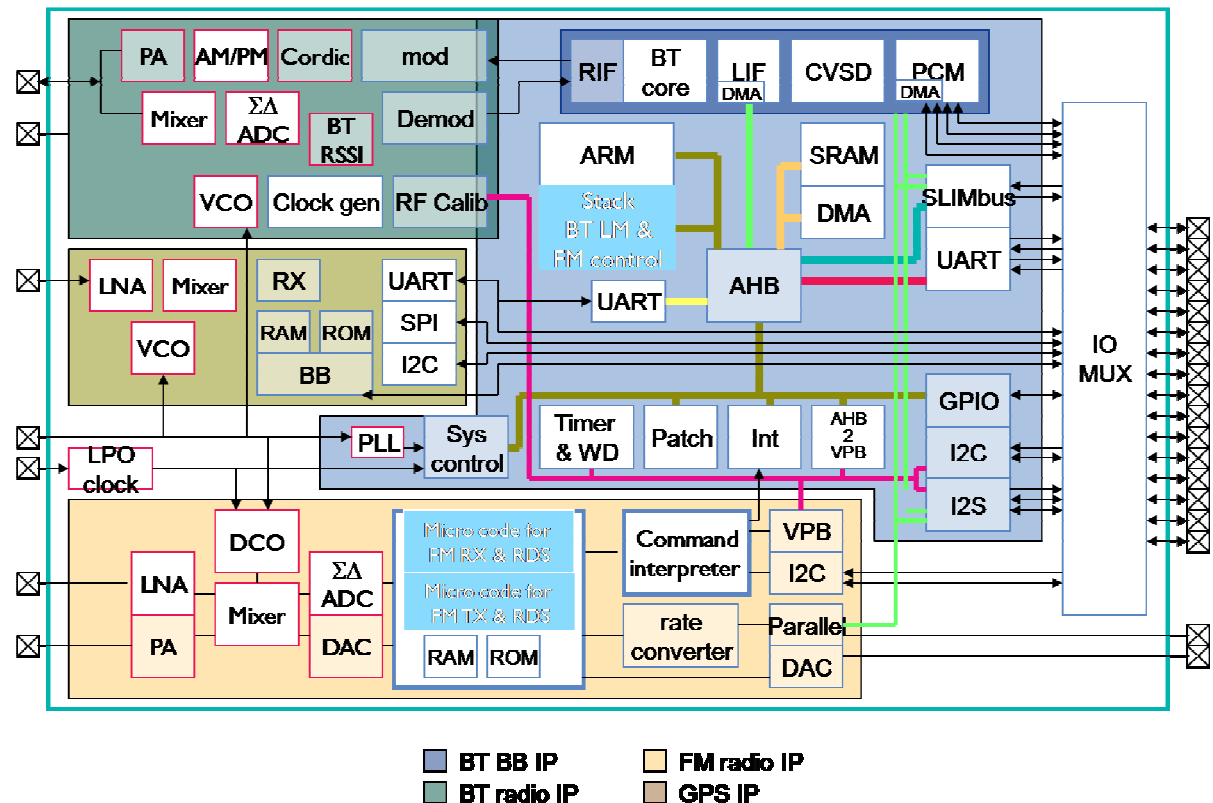 PA
AM/PM
Cordic
mod
Mixer
ΣΔ
ADC
BT
RSSI
Demod
VCO
Clock gen
RF Calib
RIF
BT
core
LIF
DMA
CVSD
PCM
DMA
ARM
Stack
BT LM &
FM control
SRAM
DMA
SLIMbus
UART
AHB
UART
IO
MUX
LNA
Mixer
RX
UART
VCO
RAM
ROM
SPI
BB
I2C
PLL
Sys
control
Timer
& WD
Patch
Int
AHB
2
VPB
GPIO
I2C
I2S
LPO
clock
DCO
LNA
PA
Mixer
ΣΔ
ADC
DAC
Micro code for
FM RX & RDS
Micro code for
FM TX & RDS
RAM
ROM
Command
interpreter
VPB
I2C
rate
converter
Parallel
DAC
BT BB IP
FM radio IP
BT radio IP
GPS IP